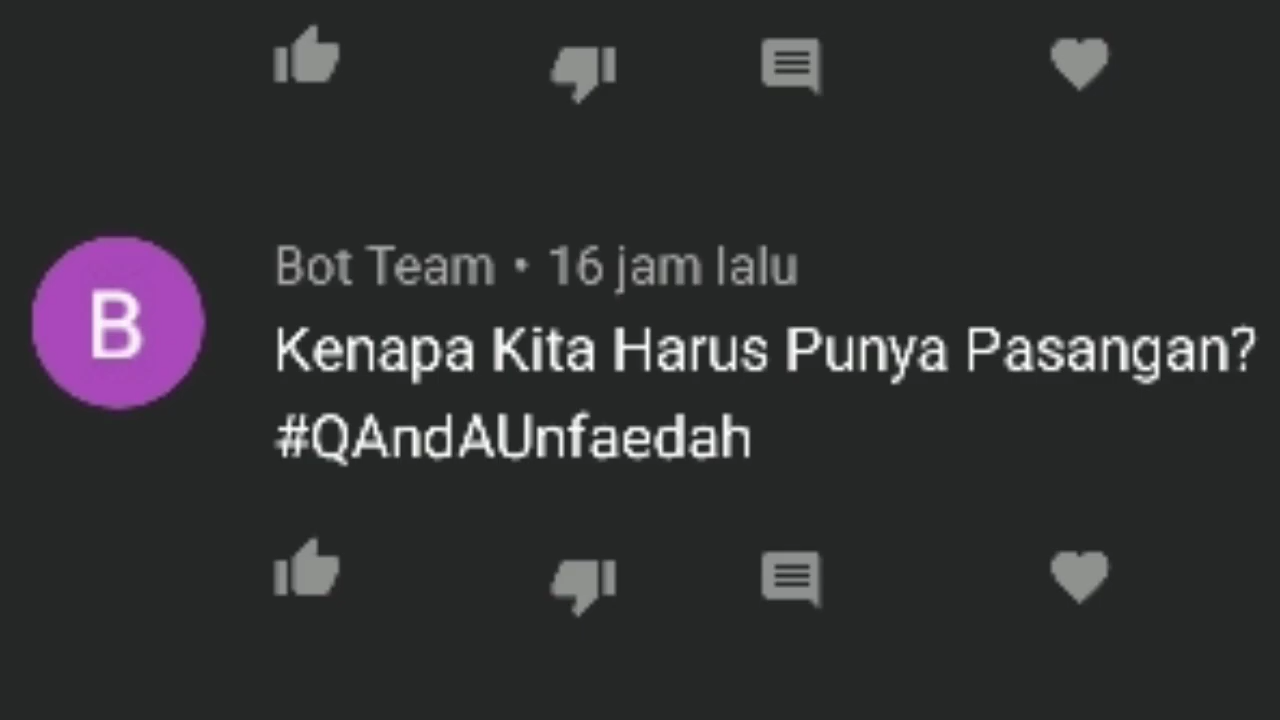 B
Bot Team • 16 jam lalu
Kenapa Kita Harus Punya Pasangan?
#QAndAUnfaedah